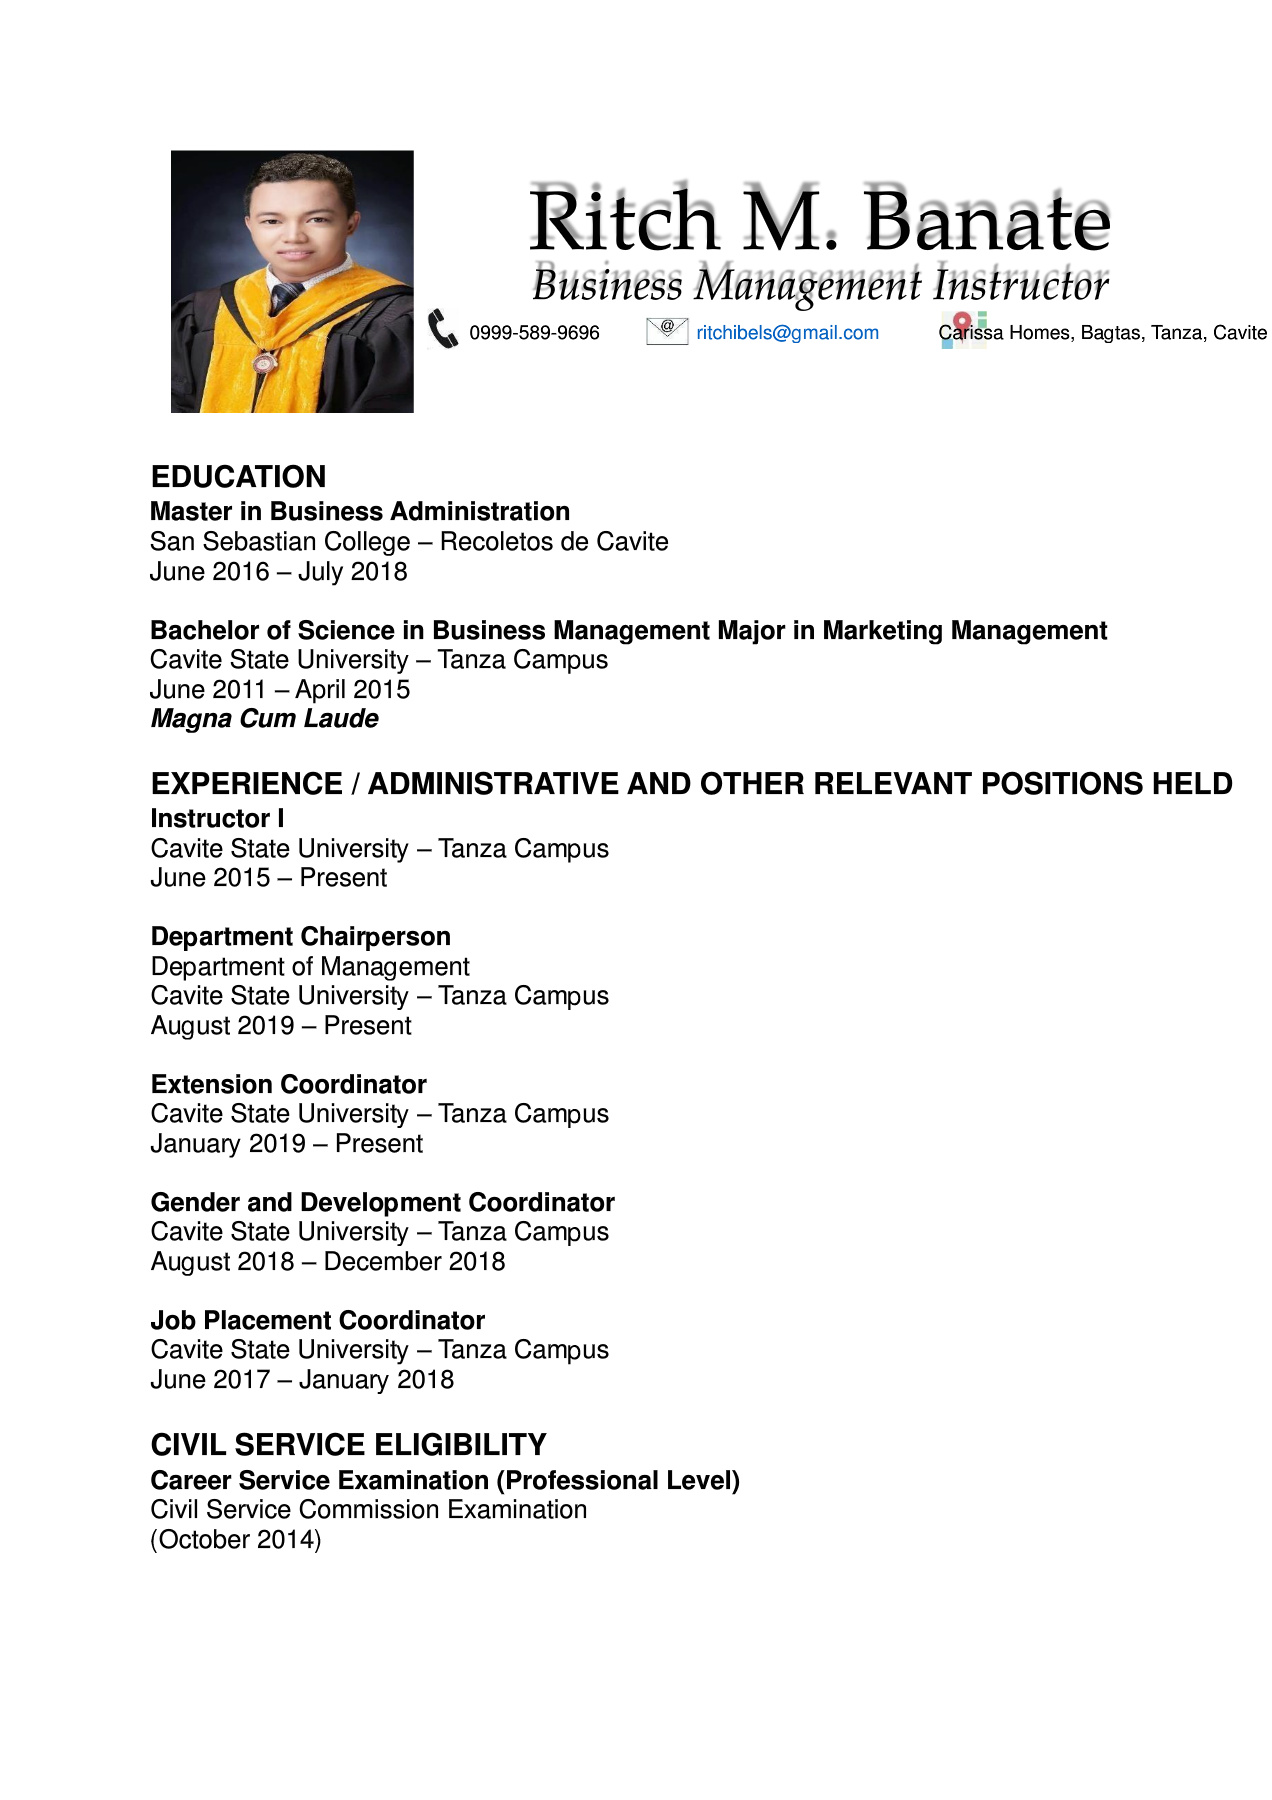 Ritch M. Banate
Business Management Instructor
0999-589-9696 @ ritchibels@gmail.com Carissa Homes, Bagtas, Tanza, Cavite
EDUCATION
Master in Business Administration
San Sebastian College – Recoletos de Cavite
June 2016 – July 2018
Bachelor of Science in Business Management Major in Marketing Management
Cavite State University – Tanza Campus
June 2011 – April 2015
Magna Cum Laude
EXPERIENCE / ADMINISTRATIVE AND OTHER RELEVANT POSITIONS HELD
Instructor I
Cavite State University – Tanza Campus
June 2015 – Present
Department Chairperson
Department of Management
Cavite State University – Tanza Campus
August 2019 – Present
Extension Coordinator
Cavite State University – Tanza Campus
January 2019 – Present
Gender and Development Coordinator
Cavite State University – Tanza Campus
August 2018 – December 2018
Job Placement Coordinator
Cavite State University – Tanza Campus
June 2017 – January 2018
CIVIL SERVICE ELIGIBILITY
Career Service Examination (Professional Level)
Civil Service Commission Examination
(October 2014)